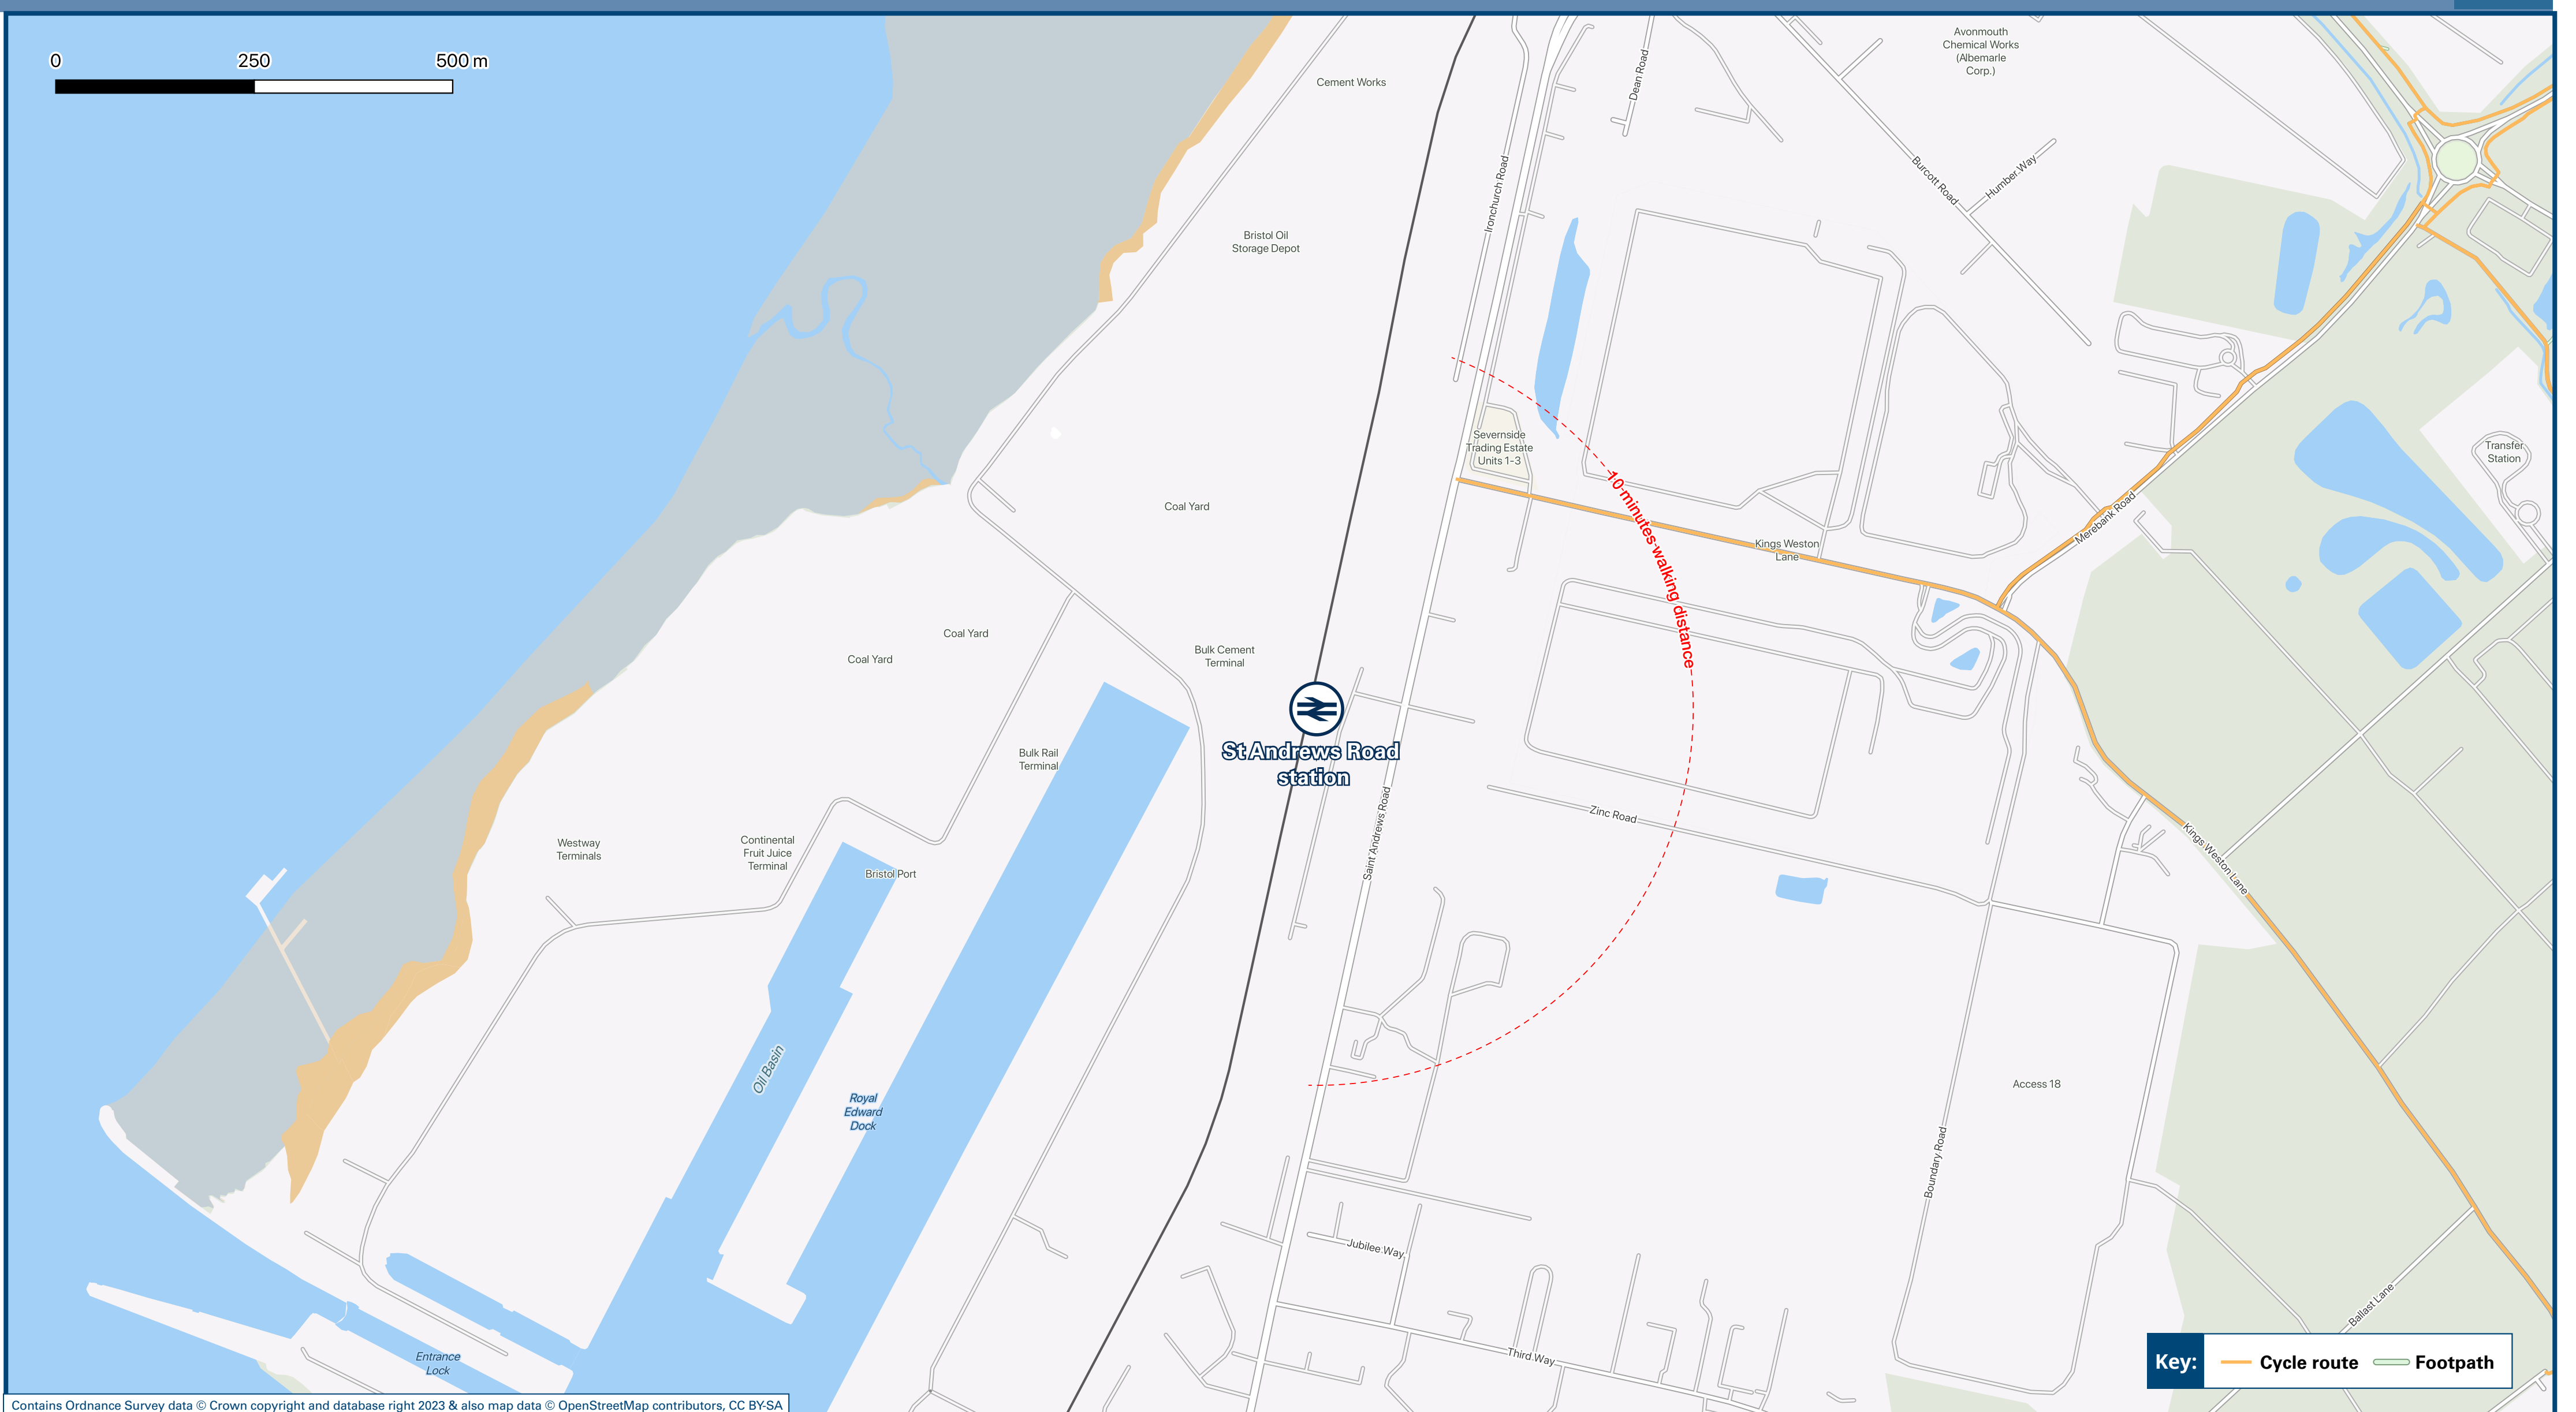 0 250 500 m
Cement Works
Dean Road
Avonmouth
Chemical Works
(Albemarle
Corp.)
Burcott Road
Humber Way
Ironchurch Road
Bristol Oil
Storage Depot
Severnside
Trading Estate
Units 1-3
Transfer
Station
10 minutes walking distance
Coal Yard
Kings Weston
Lane
Merebank Road
Coal Yard
Coal Yard
Bulk Cement
Terminal
St Andrews Road
station
Bulk Rail
Terminal
Saint Andrews Road
Zinc Road
Westway
Terminals
Continental
Fruit Juice
Terminal
Bristol Port
Kings Weston Lane
Oil Basin
Royal
Edward
Dock
Access 18
Boundary Road
Jubilee Way
Third Way
Ballast Lane
Entrance
Lock
Key: Cycle route Footpath
Contains Ordnance Survey data © Crown copyright and database right 2023 & also map data © OpenStreetMap contributors, CC BY-SA